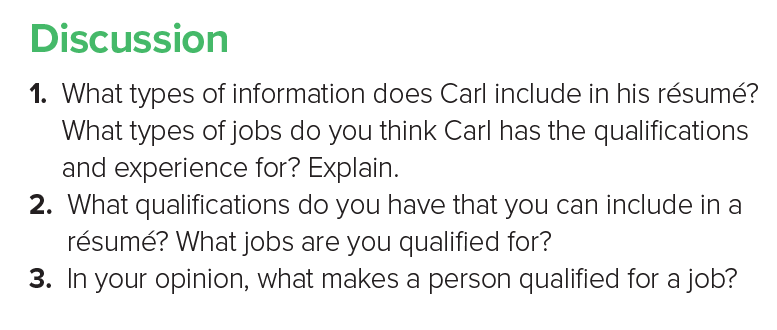 Discussion
1. What types of information does Carl include in his résumé?
What types of jobs do you think Carl has the qualifications
and experience for? Explain.
2. What qualifications do you have that you can include in a
résumé? What jobs are you qualified for?
3. In your opinion, what makes a person qualified for a job?